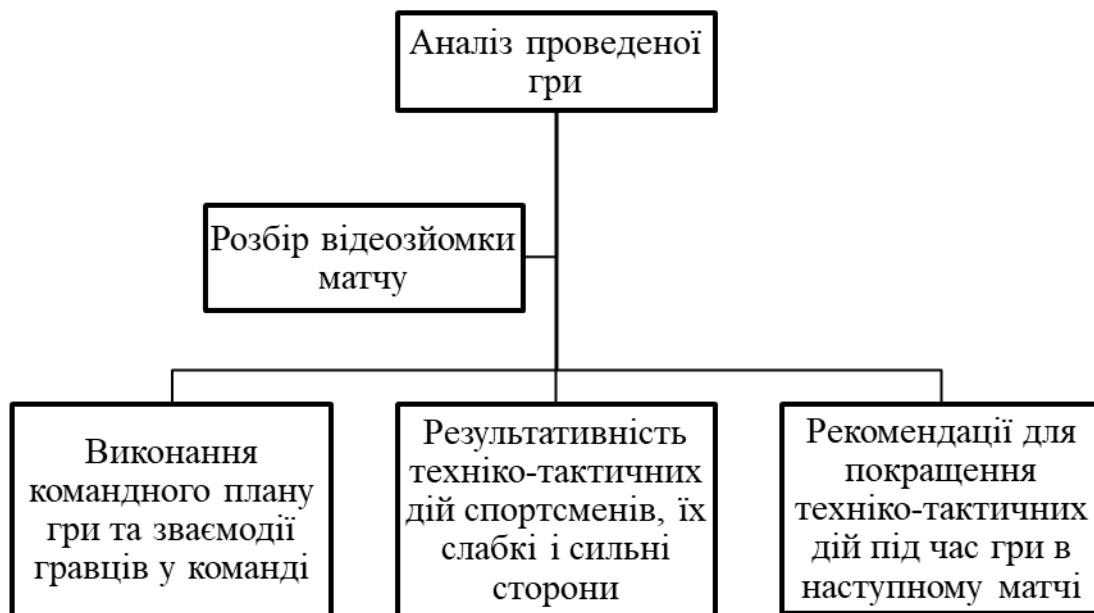 Аналіз проведеної
гри
Розбір відеозйомки
матчу
Виконання
командного плану
гри та зваємодії
гравців у команді
Результативність
техніко-тактичних
дій спортсменів, їх
слабкі і сильні
сторони
Рекомендації для
покращення
техніко-тактичних
дій під час гри в
наступному матчі